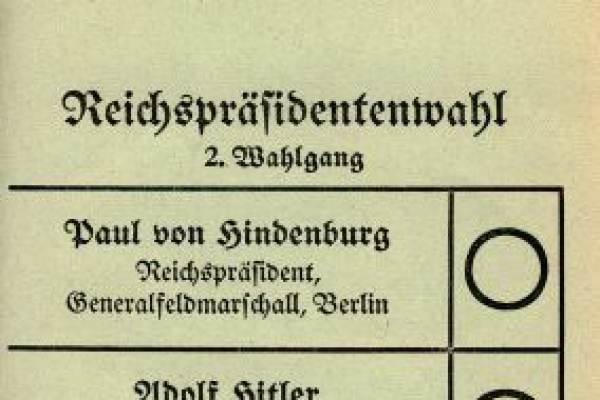 Reichspräsidentenwahl
2. Wahlgang
Paul von Hindenburg
Reichspräsident,
Generalfeldmarschall, Berlin
Adolf Hitler